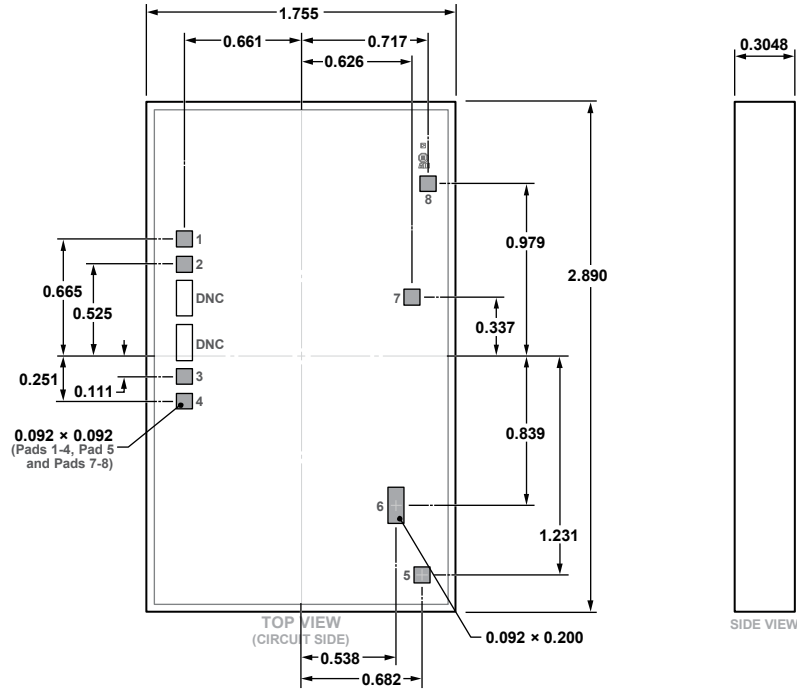 1.755
0.661
0.717
0.626
0.3048
8
0.979
1
2
0.665
0.525
DNC
7
0.337
2.890
DNC
0.251
0.111
3
4
0.092 × 0.092
(Pads 1-4, Pad 5
and Pads 7-8)
0.839
6
1.231
5
TOP VIEW
(CIRCUIT SIDE)
SIDE VIEW
0.092 × 0.200
0.538
0.682